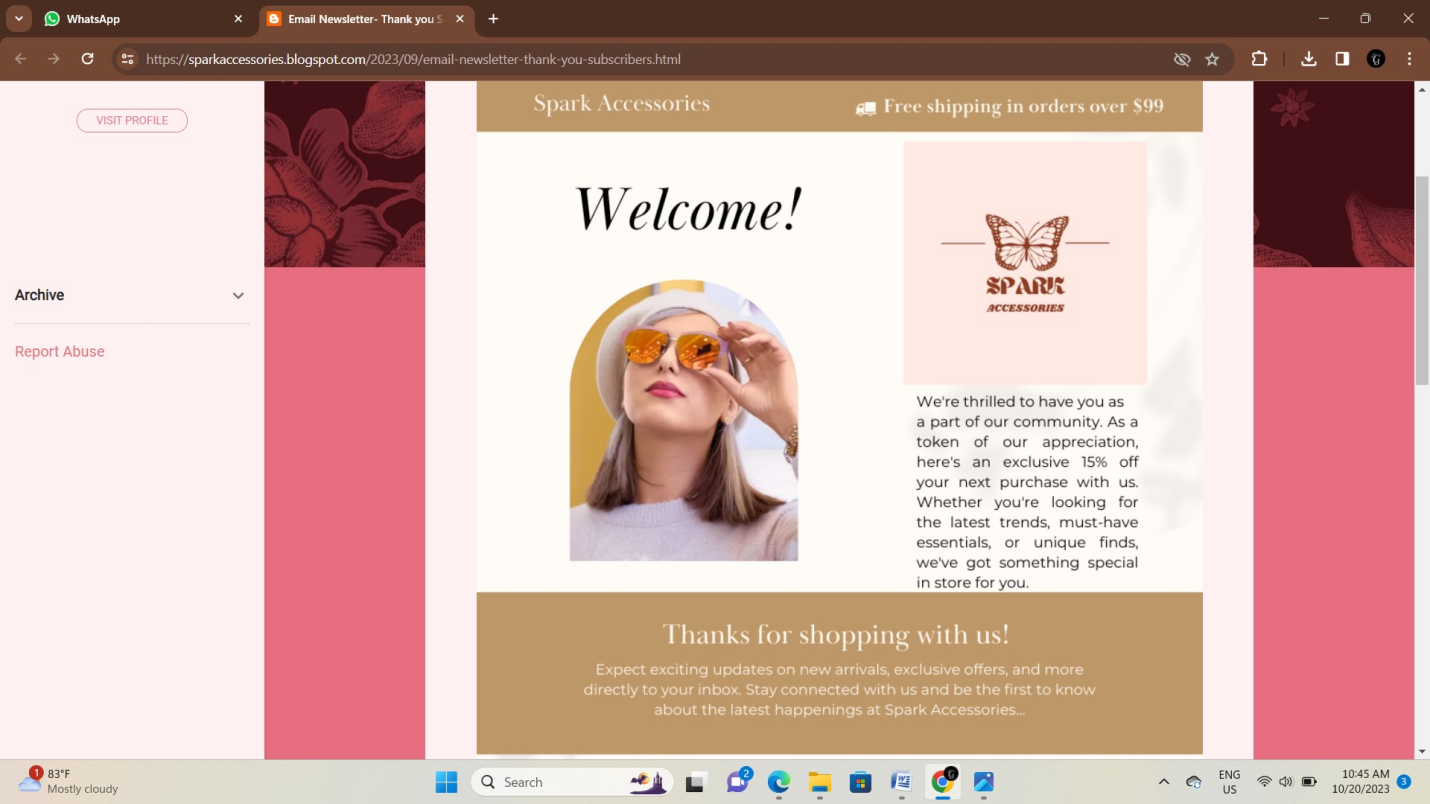 WhatsApp
Email Newsletter- Thank you S
https://sparkaccessories.blogspot.com/2023/09/email-newsletter-thank-you-subscribers.html
VISIT PROFILE
Archive
Report Abuse
Spark Accessories
Free shipping in orders over $99
Welcome!
SPARK
ACCESSORIES
We're thrilled to have you as
a part of our community. As a
token of our appreciation,
here's an exclusive 15% off
your next purchase with us.
Whether you're looking for
the latest trends, must-have
essentials, or unique finds,
we've got something special
in store for you.
Thanks for shopping with us!
Expect exciting updates on new arrivals, exclusive offers, and more
directly to your inbox. Stay connected with us and be the first to know
about the latest happenings at Spark Accessories...
1
83°F
Mostly cloudy
Search
2
ENG
US
10:45 AM
10/20/2023
3